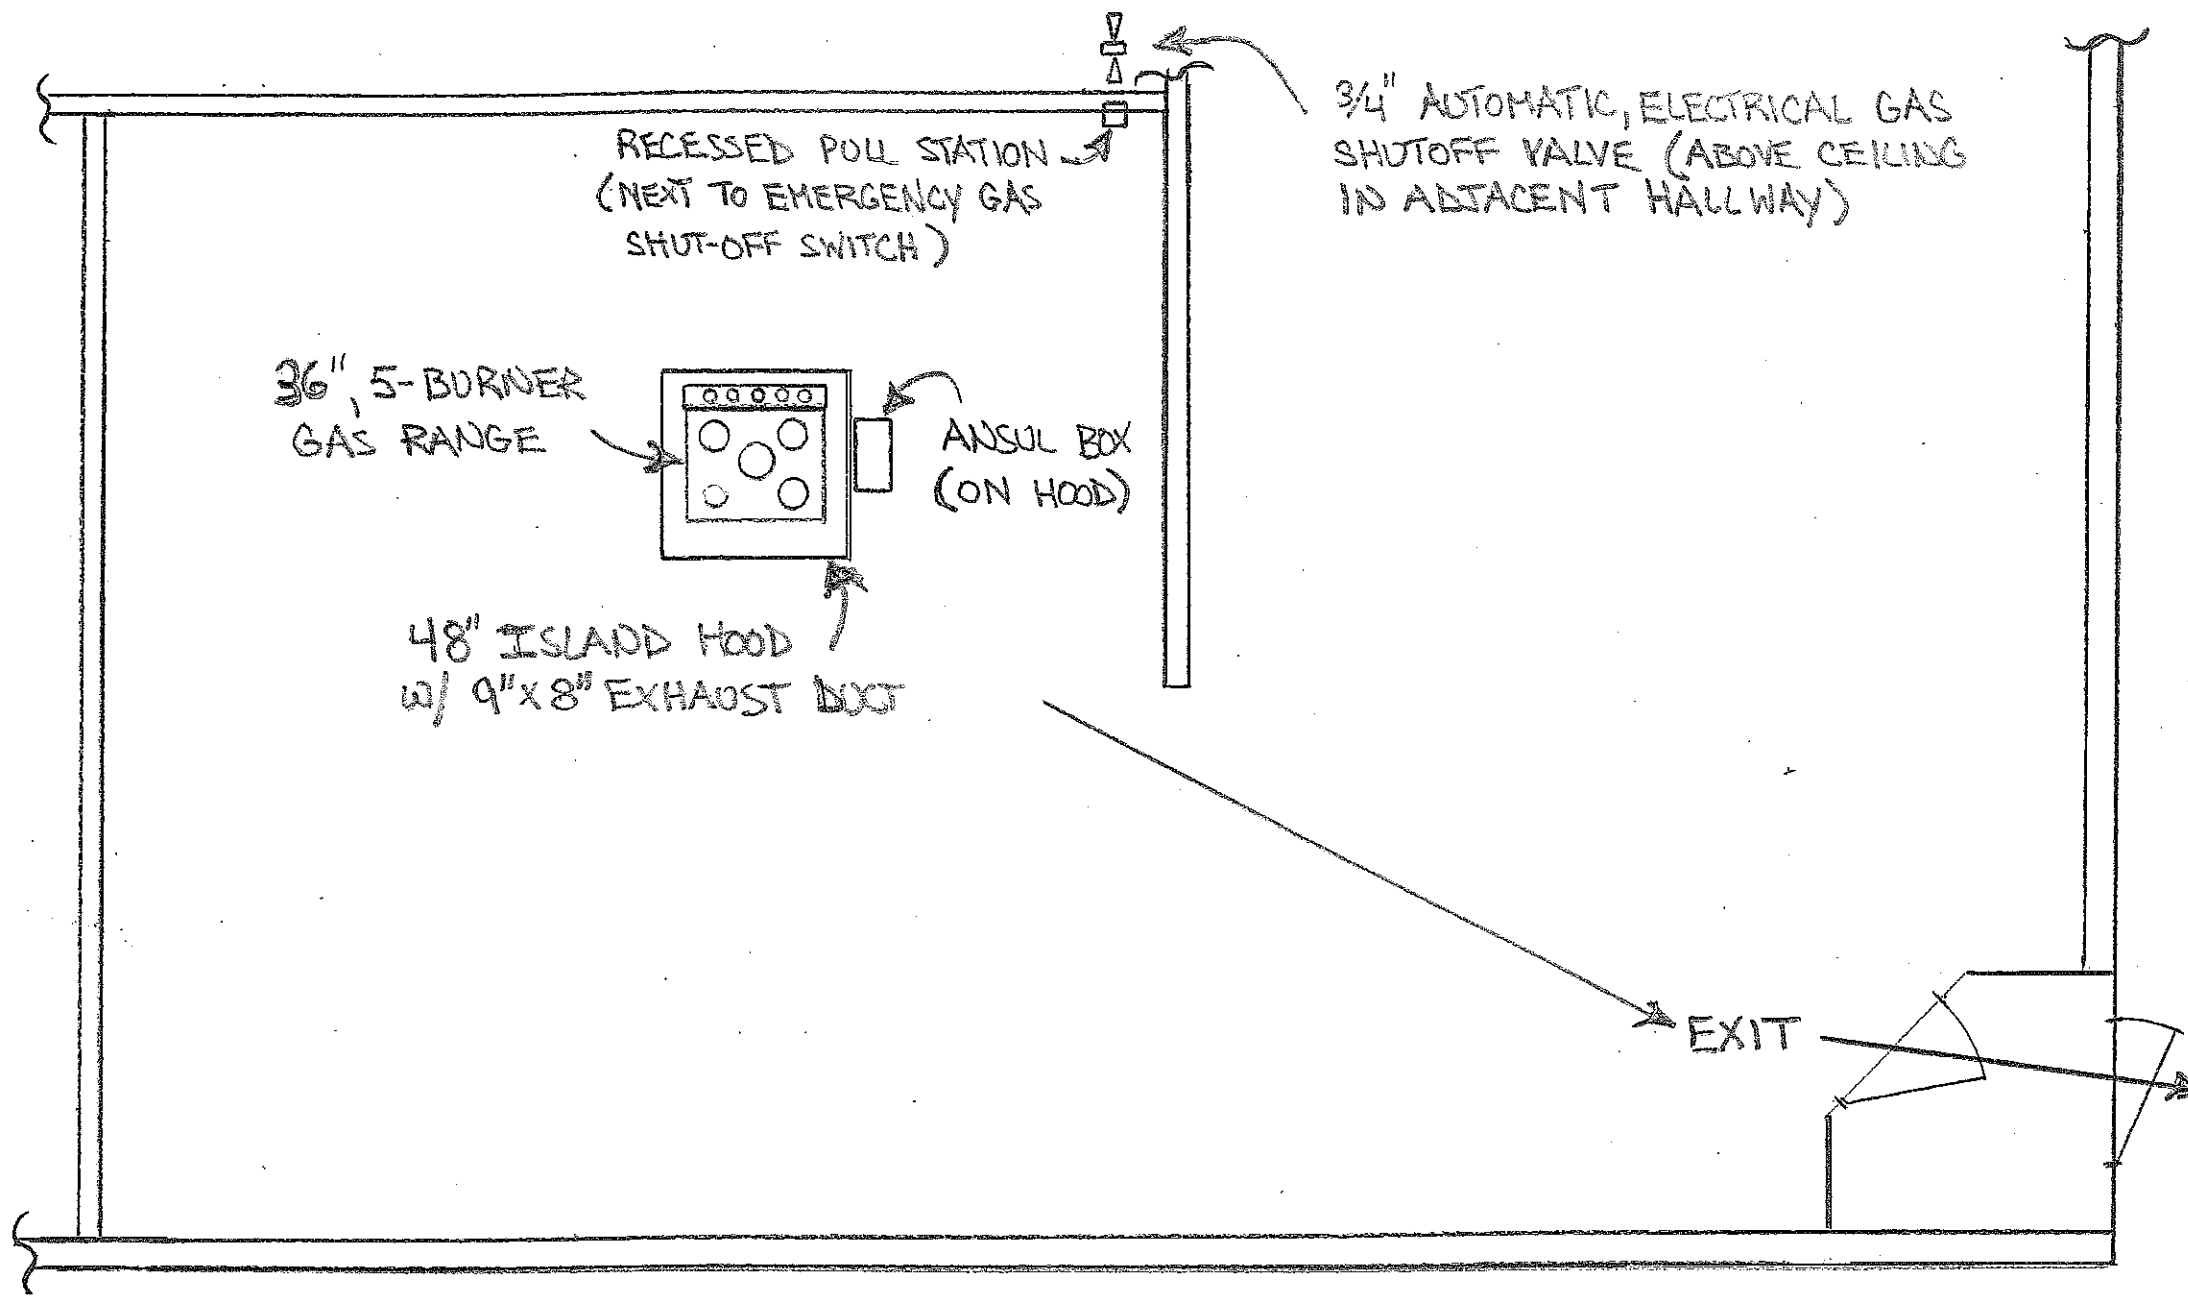 3/4" AUTOMATIC, ELECTRICAL GAS
SHUTOFF VALVE (ABOVE CEILING
IN ADJACENT HALLWAY)
RECESSED PULL STATION
(NEXT TO EMERGENCY GAS
SHUT-OFF SWITCH)
36", 5-BURNER
GAS RANGE
ANSUL BOX
(ON HOOD)
48" ISLAND HOOD
W/ 9"X8" EXHAUST DUCT
EXIT